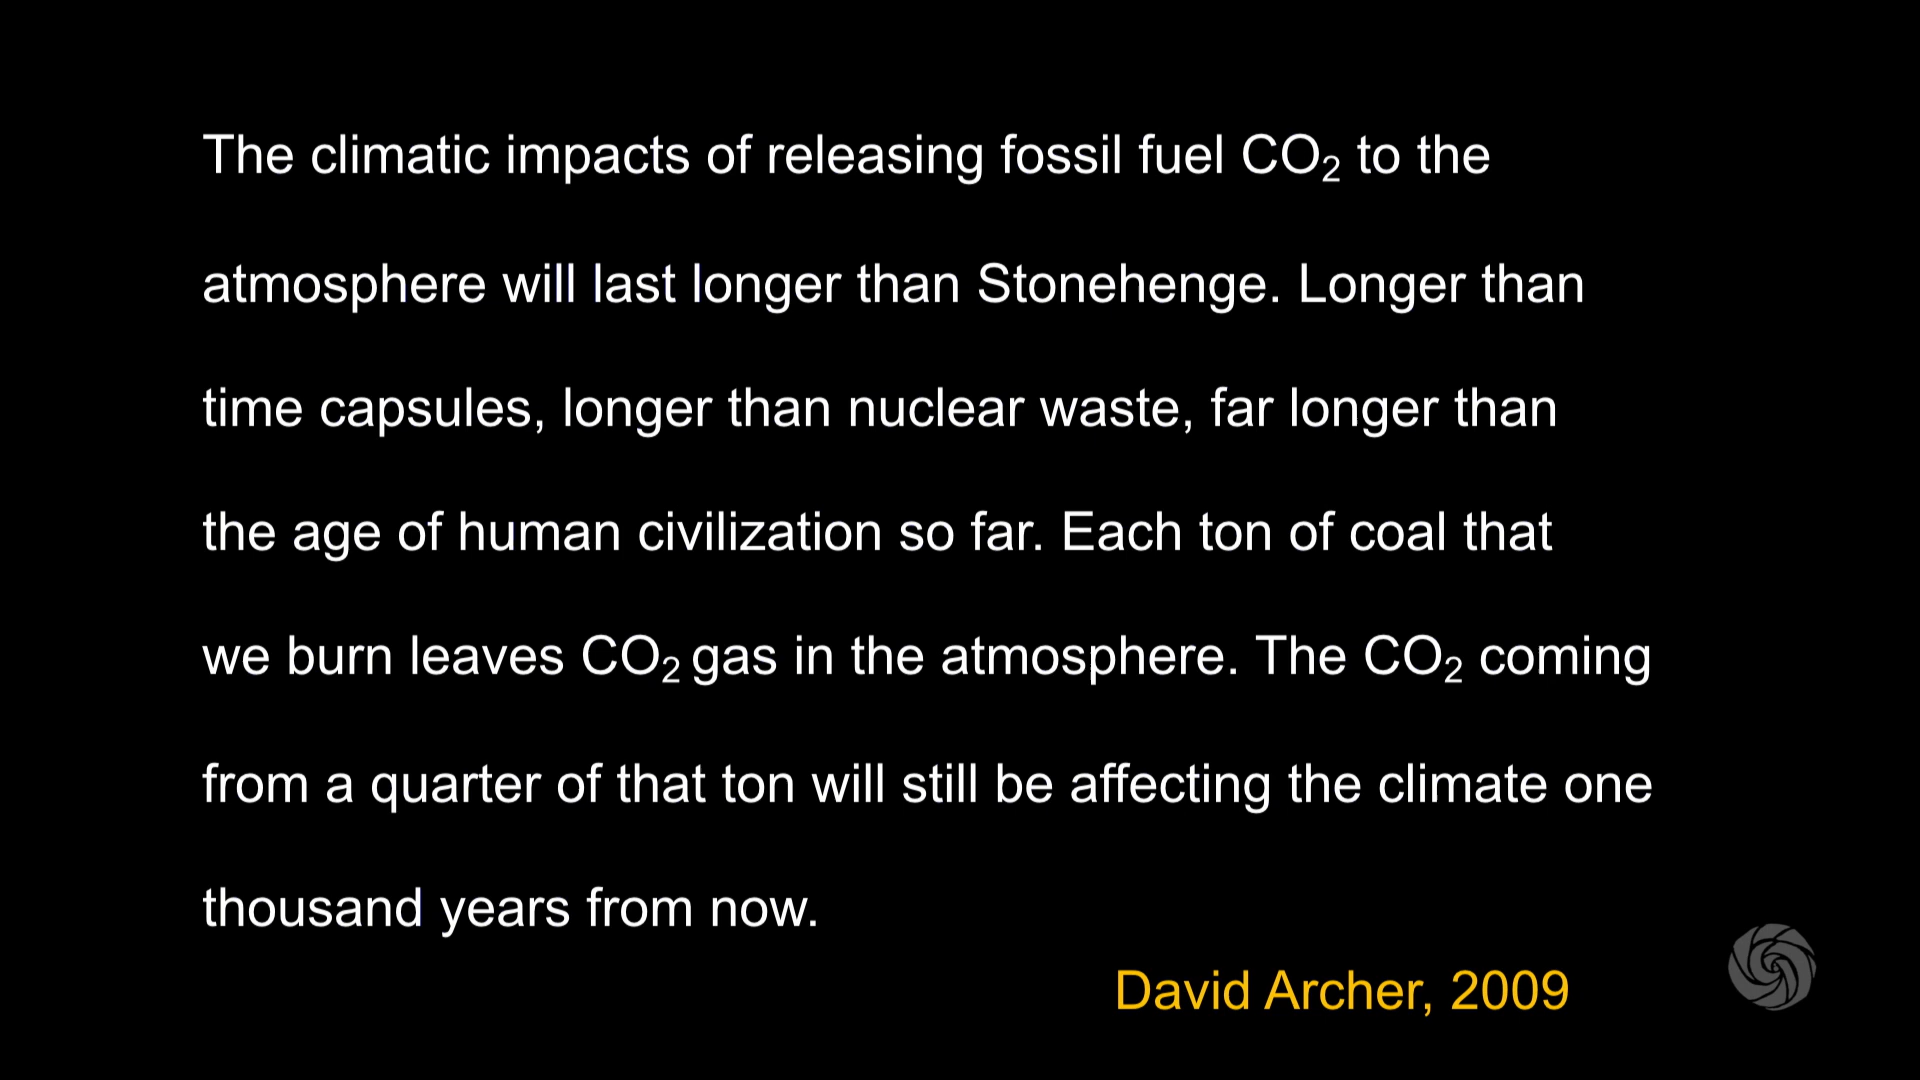 The climatic impacts of releasing fossil fuel CO₂ to the
atmosphere will last longer than Stonehenge. Longer than
time capsules, longer than nuclear waste, far longer than
the age of human civilization so far. Each ton of coal that
we burn leaves CO₂ gas in the atmosphere. The CO₂ coming
from a quarter of that ton will still be affecting the climate one
thousand years from now.
David Archer, 2009